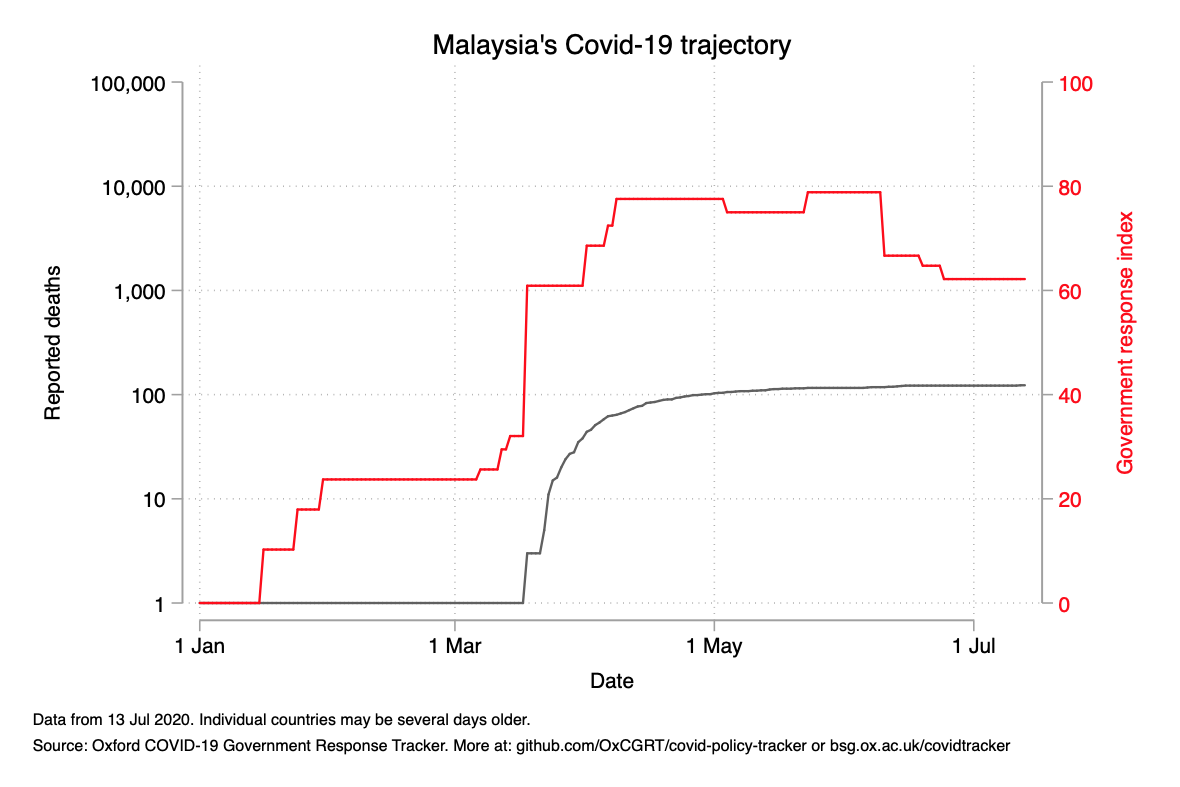 Malaysia's Covid-19 trajectory
100,000
10,000
1,000
100
10
1
Reported deaths
100
80
60
40
20
0
Government response index
1 Jan
1 Mar
1 May
1 Jul
Date
Data from 13 Jul 2020. Individual countries may be several days older.
Source: Oxford COVID-19 Government Response Tracker. More at: github.com/OxCGRT/covid-policy-tracker or bsg.ox.ac.uk/covidtracker